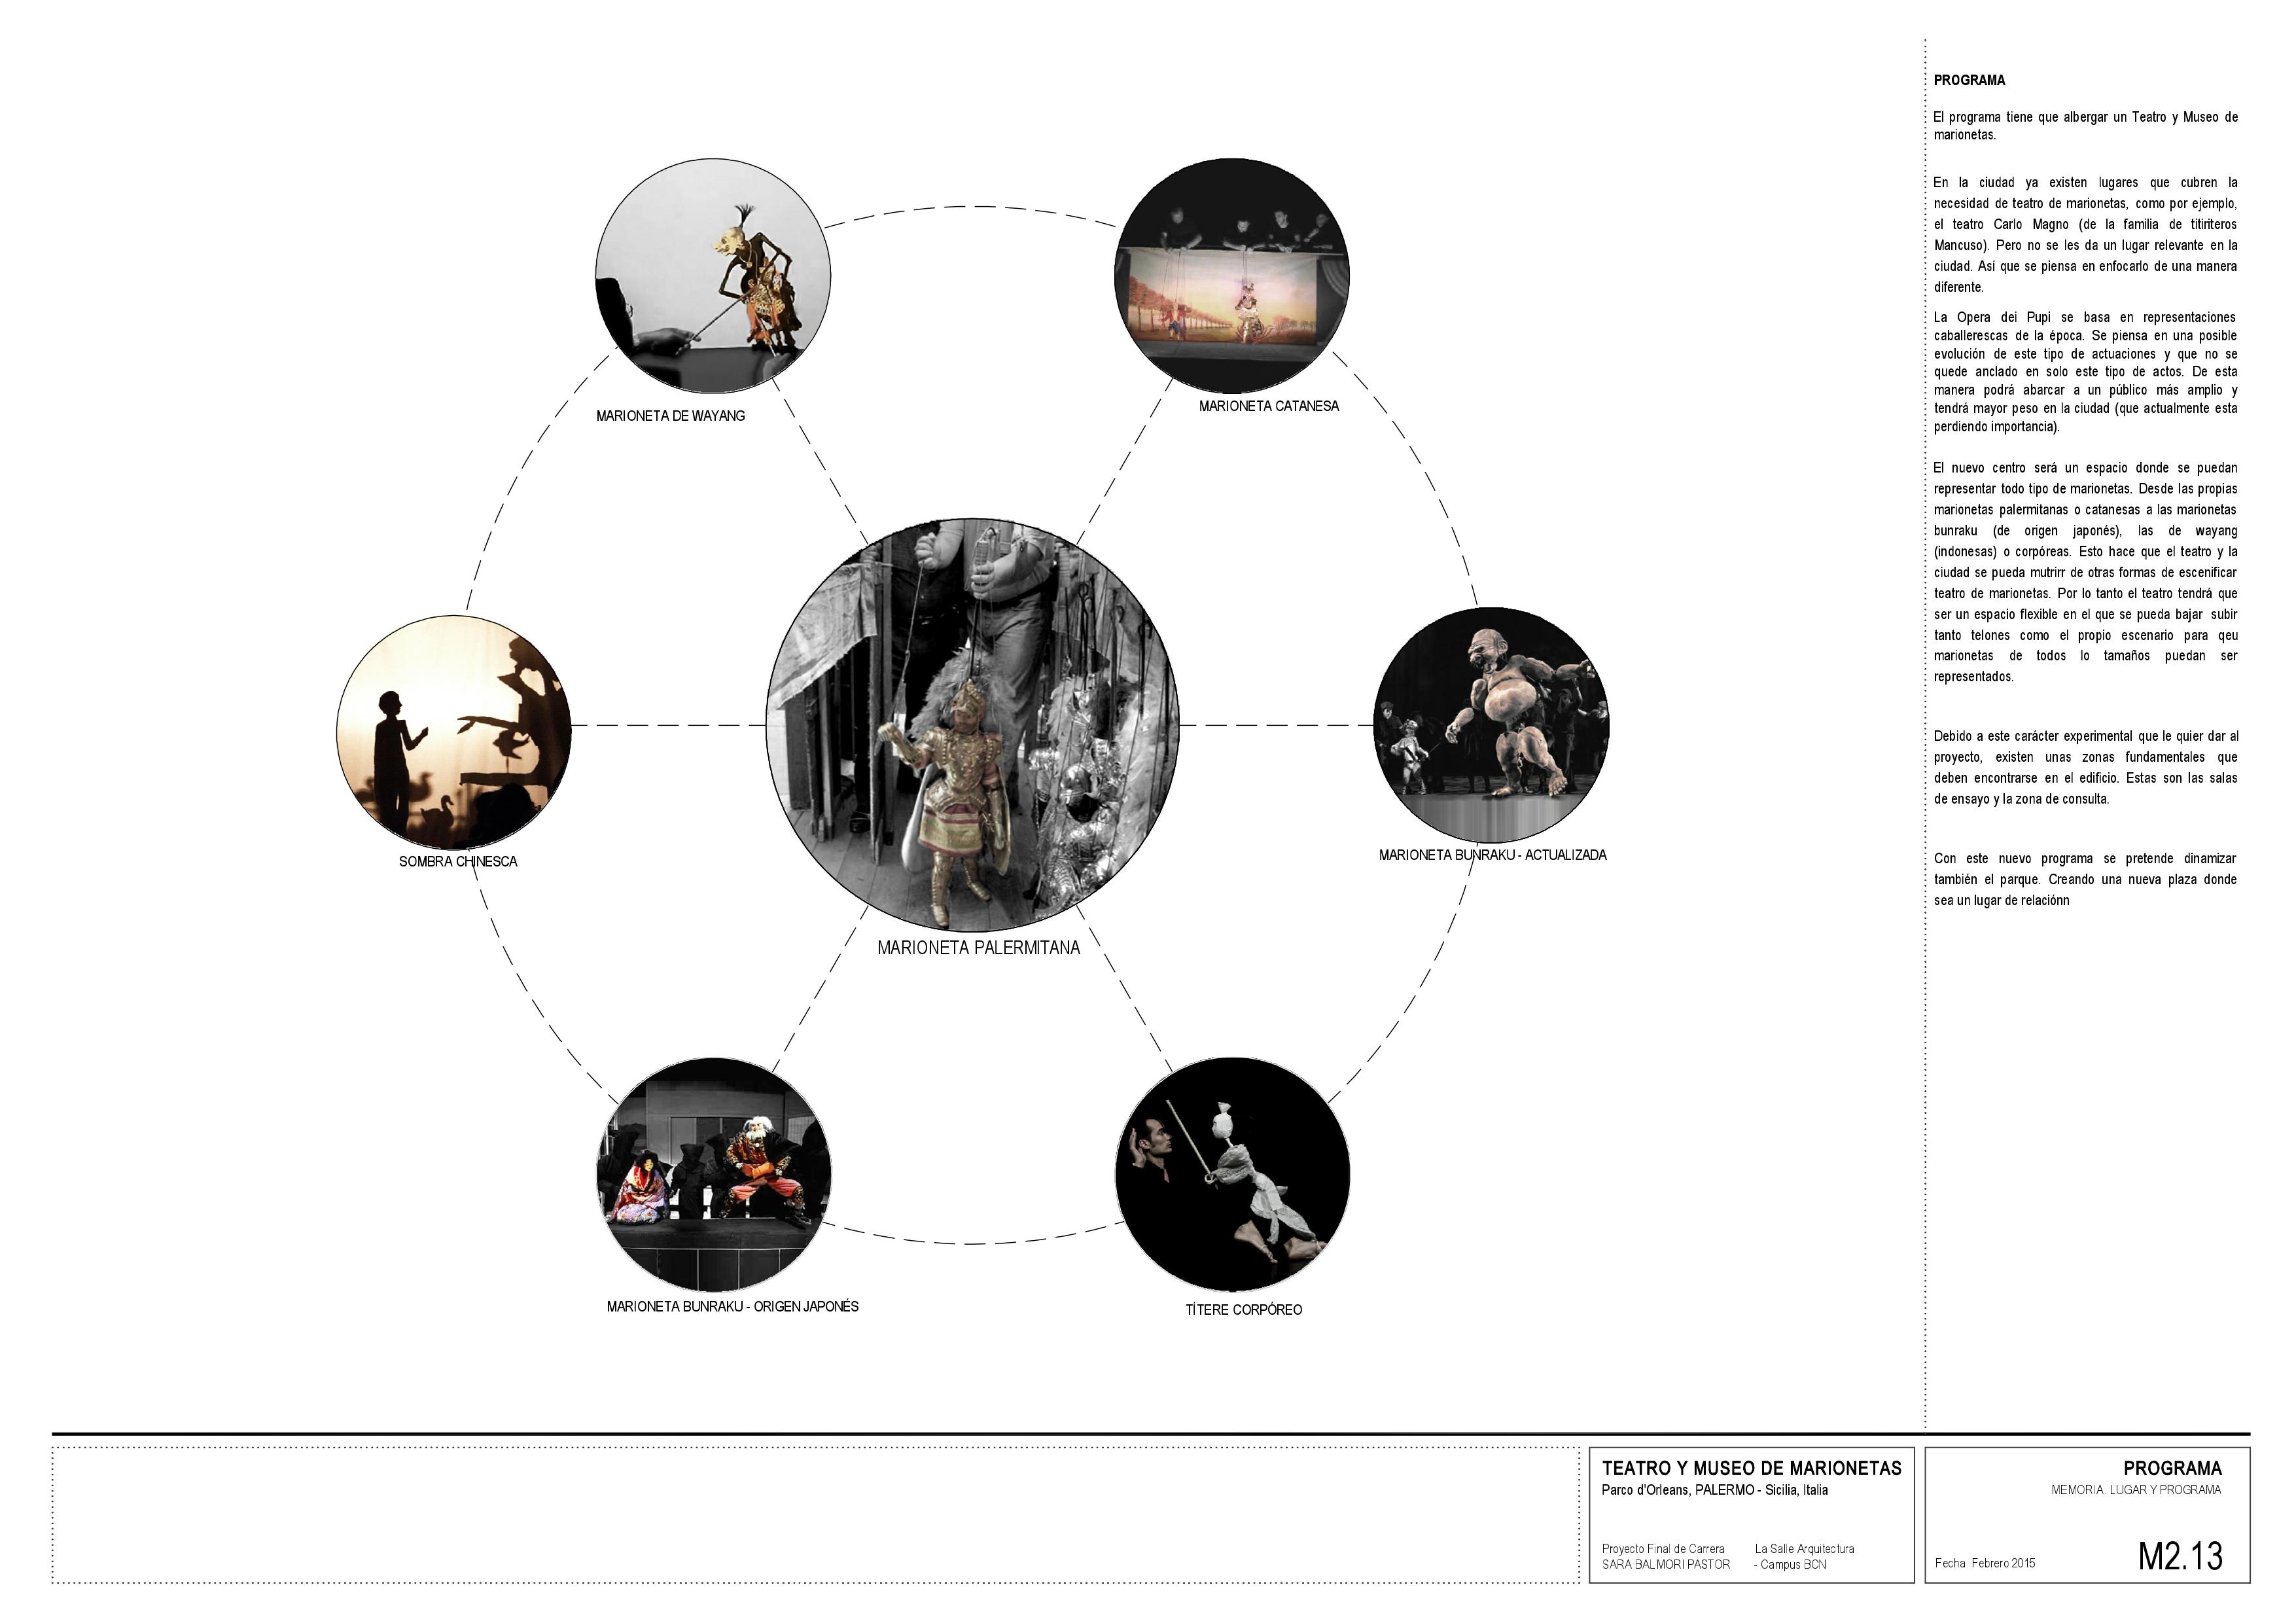 MARIONETA DE WAYANG
MARIONETA CATANESA
SOMBRA CHINESCA
MARIONETA BUNRAKU - ACTUALIZADA
MARIONETA PALERMITANA
MARIONETA BUNRAKU - ORIGEN JAPONÉS
TÍTERE CORPÓREO
PROGRAMA
El programa tiene que albergar un Teatro y Museo de
marionetas.
En la ciudad ya existen lugares que cubren la
necesidad de teatro de marionetas, como por ejemplo,
el teatro Carlo Magno (de la familia de titiriteros
Mancuso). Pero no se les da un lugar relevante en la
ciudad. Así que se piensa en enfocarlo de una manera
diferente.
La Opera dei Pupi se basa en representaciones
caballerescas de la época. Se piensa en una posible
evolución de este tipo de actuaciones y que no se
quede anclado en solo este tipo de actos. De esta
manera podrá abarcar a un público más amplio y
tendrá mayor peso en la ciudad (que actualmente esta
perdiendo importancia).
El nuevo centro será un espacio donde se puedan
representar todo tipo de marionetas. Desde las propias
marionetas palermitanas o catanesas a las marionetas
bunraku (de origen japonés), las de wayang
(indonesas) o corpóreas. Esto hace que el teatro y la
ciudad se pueda mutrirr de otras formas de escenificar
teatro de marionetas. Por lo tanto el teatro tendrá que
ser un espacio flexible en el que se pueda bajar subir
tanto telones como el propio escenario para qeu
marionetas de todos lo tamaños puedan ser
representados.
Debido a este carácter experimental que le quier dar al
proyecto, existen unas zonas fundamentales que
deben encontrarse en el edificio. Estas son las salas
de ensayo y la zona de consulta.
Con este nuevo programa se pretende dinamizar
también el parque. Creando una nueva plaza donde
sea un lugar de relaciónn
TEATRO Y MUSEO DE MARIONETAS
Parco d'Orleans, PALERMO - Sicilia, Italia
Proyecto Final de Carrera La Salle Arquitectura
SARA BALMORI PASTOR - Campus BCN
PROGRAMA
MEMORIA. LUGAR Y PROGRAMA
Fecha Febrero 2015
M2.13